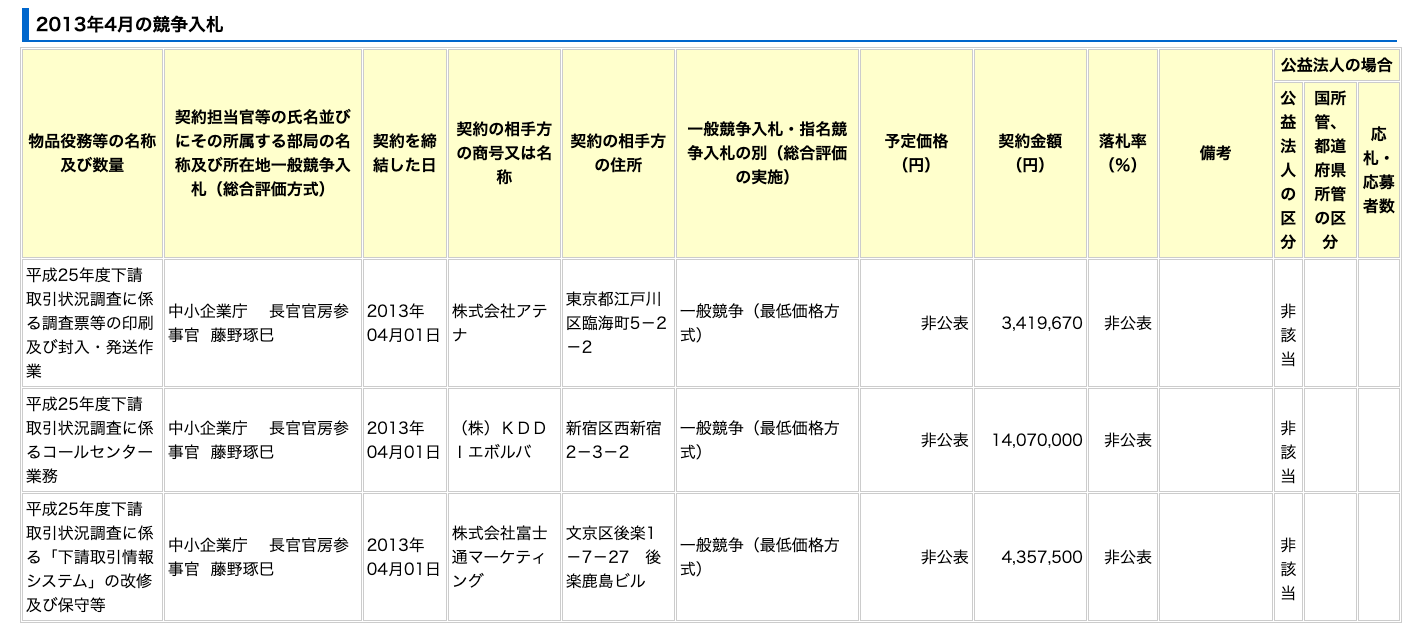 2013年4月の競争入札
物品役務等の名称
及び数量
契約担当官等の氏名並び
にその所属する部局の名
称及び所在地一般競争入
札（総合評価方式）
契約を締
結した日
契約の相手方
の商号又は名
称
契約の相手方
の住所
一般競争入札・指名競
争入札の別（総合評価
の実施）
予定価格
（円）
契約金額
（円）
落札率
（％）
備考
公益法人の場合
公
益
法
人
の
区
分
国所
管、
都道
府県
所管
の区
分
応
札・
応募
者数
平成25年度下請
取引状況調査に係
る調査票等の印刷
及び封入・発送作
業
中小企業庁　長官官房参
事官 藤野琢巳
2013年
04月01日
株式会社アテ
ナ
東京都江戸川
区臨海町5－2
－2
一般競争（最低価格方
式）
非公表
3,419,670
非公表
非
該
当
平成25年度下請
取引状況調査に係
るコールセンター
業務
中小企業庁　長官官房参
事官 藤野琢巳
2013年
04月01日
（株）ＫＤＤ
Ｉエボルバ
新宿区西新宿
2－3－2
一般競争（最低価格方
式）
非公表
14,070,000
非公表
非
該
当
平成25年度下請
取引状況調査に係
る「下請取引情報
システム」の改修
及び保守等
中小企業庁　長官官房参
事官 藤野琢巳
2013年
04月01日
株式会社富士
通マーケティ
ング
文京区後楽1
－7－27　後
楽鹿島ビル
一般競争（最低価格方
式）
非公表
4,357,500
非公表
非
該
当